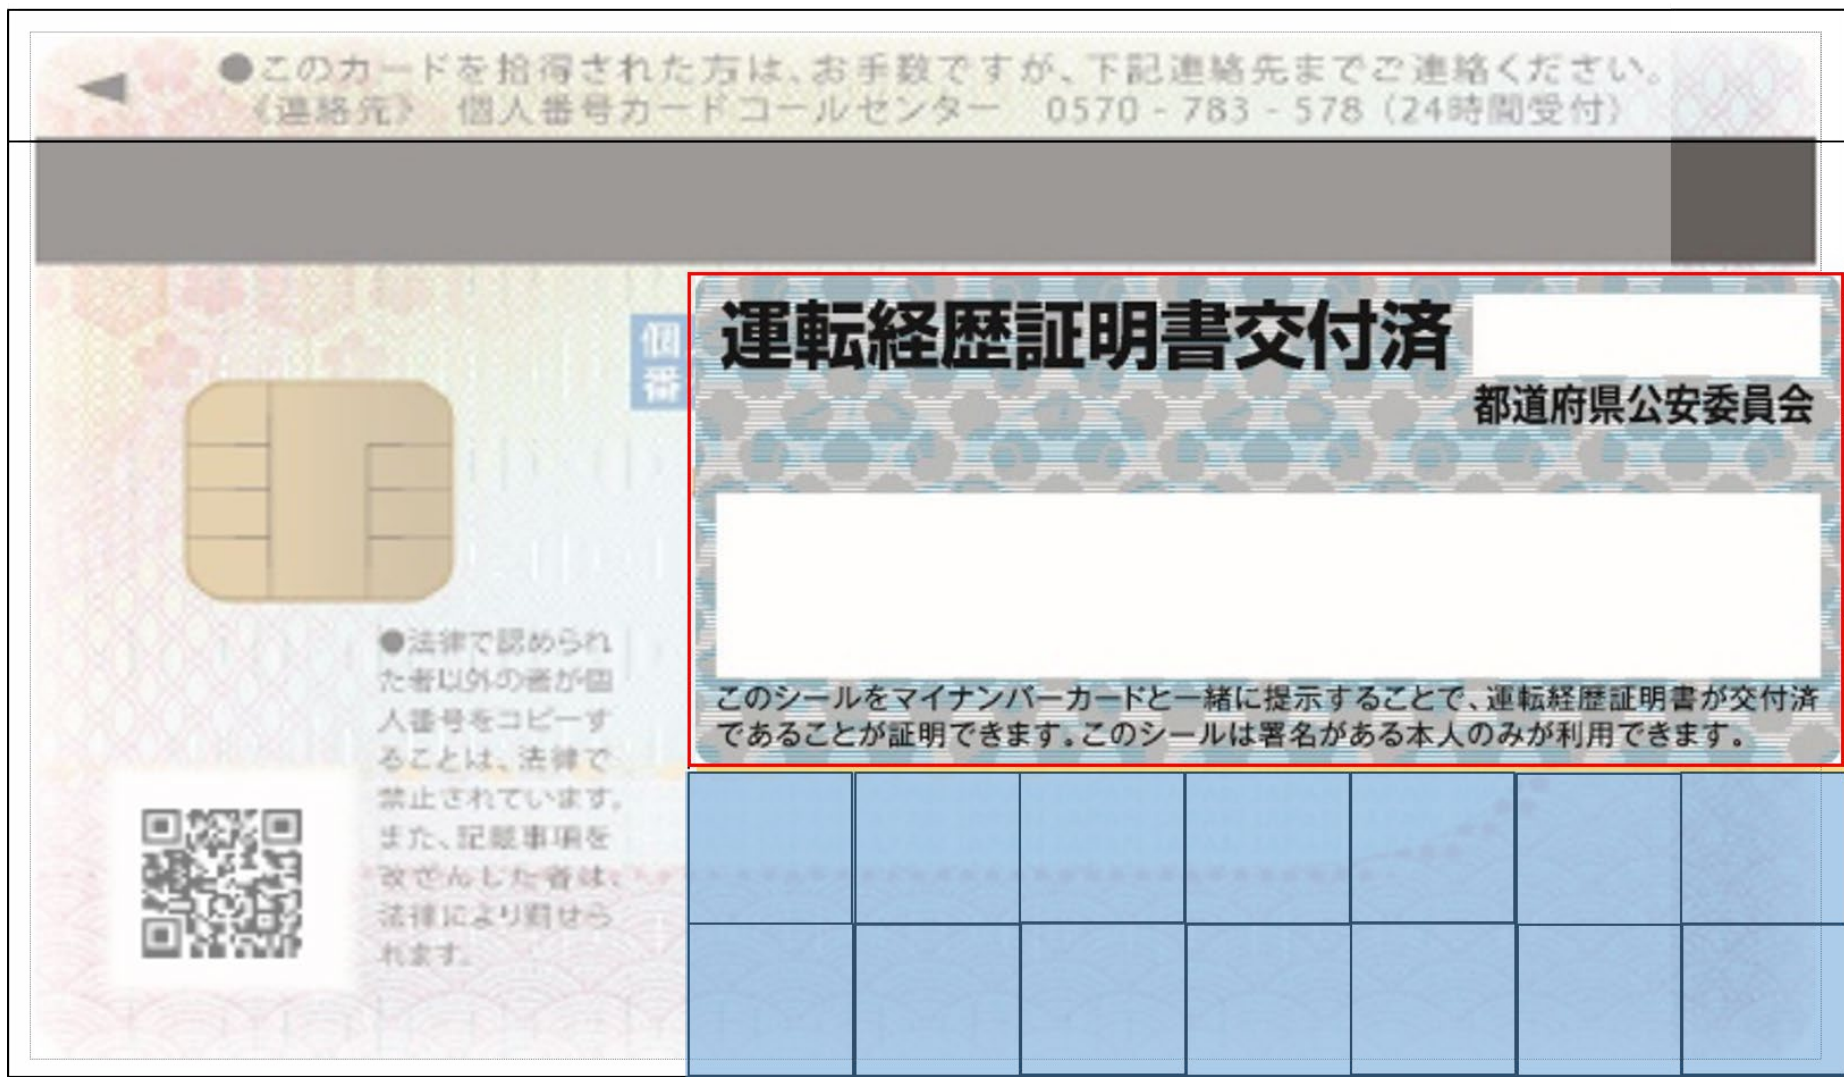 ●このカードを拾得された方は、お手数ですが、下記連絡先までご連絡ください。
《連絡先》 個人番号カードコールセンター 0570-783-578（24時間受付）
個
番
運転経歴証明書交付済
都道府県公安委員会
●法律で認められ
た者以外の者が個
人番号をコピーす
ることは、法律で
禁止されています。
また、記載事項を
改ざんした者は、
法律により罰せら
れます。
このシールをマイナンバーカードと一緒に提示することで、運転経歴証明書が交付済
であることが証明できます。このシールは署名がある本人のみが利用できます。